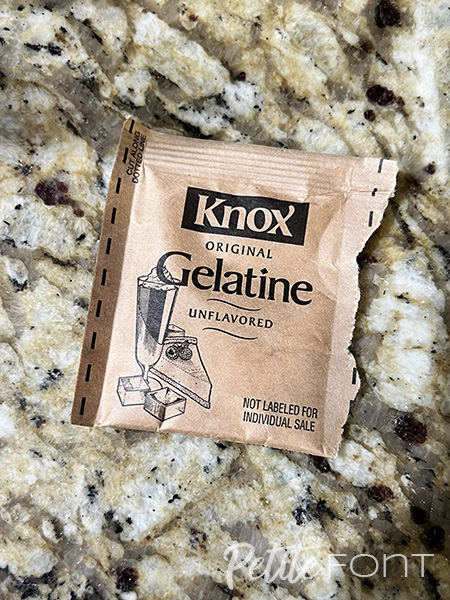 CUT ALONG
DOTTED LINE
Knox
ORIGINAL
Gelatine
UNFLAVORED
NOT LABELED FOR
INDIVIDUAL SALE
Petite FONT